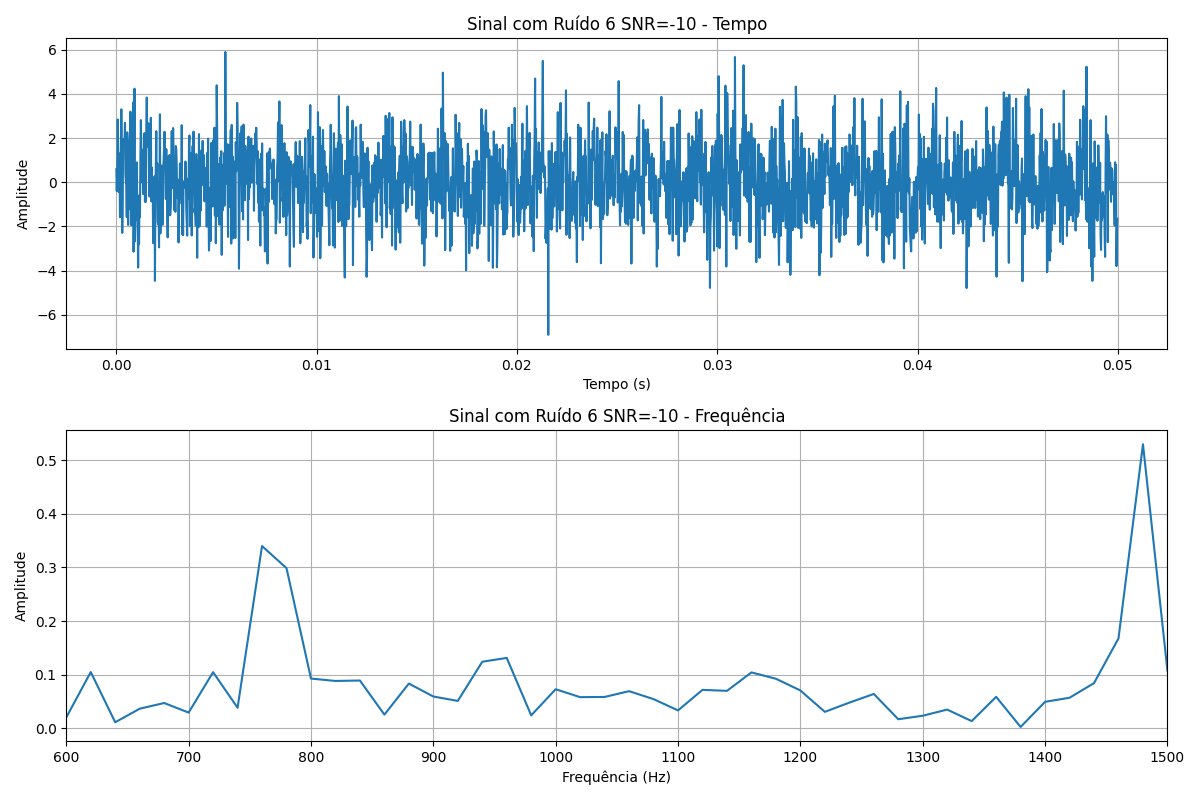 Sinal com Ruído 6 SNR=-10 - Tempo
6
4
2
0
−2
−4
−6
Amplitude
0.00 0.01 0.02 0.03 0.04 0.05
Tempo (s)
Sinal com Ruído 6 SNR=-10 - Frequência
0.5
0.4
0.3
0.2
0.1
0.0
Amplitude
600 700 800 900 1000 1100 1200 1300 1400 1500
Frequência (Hz)